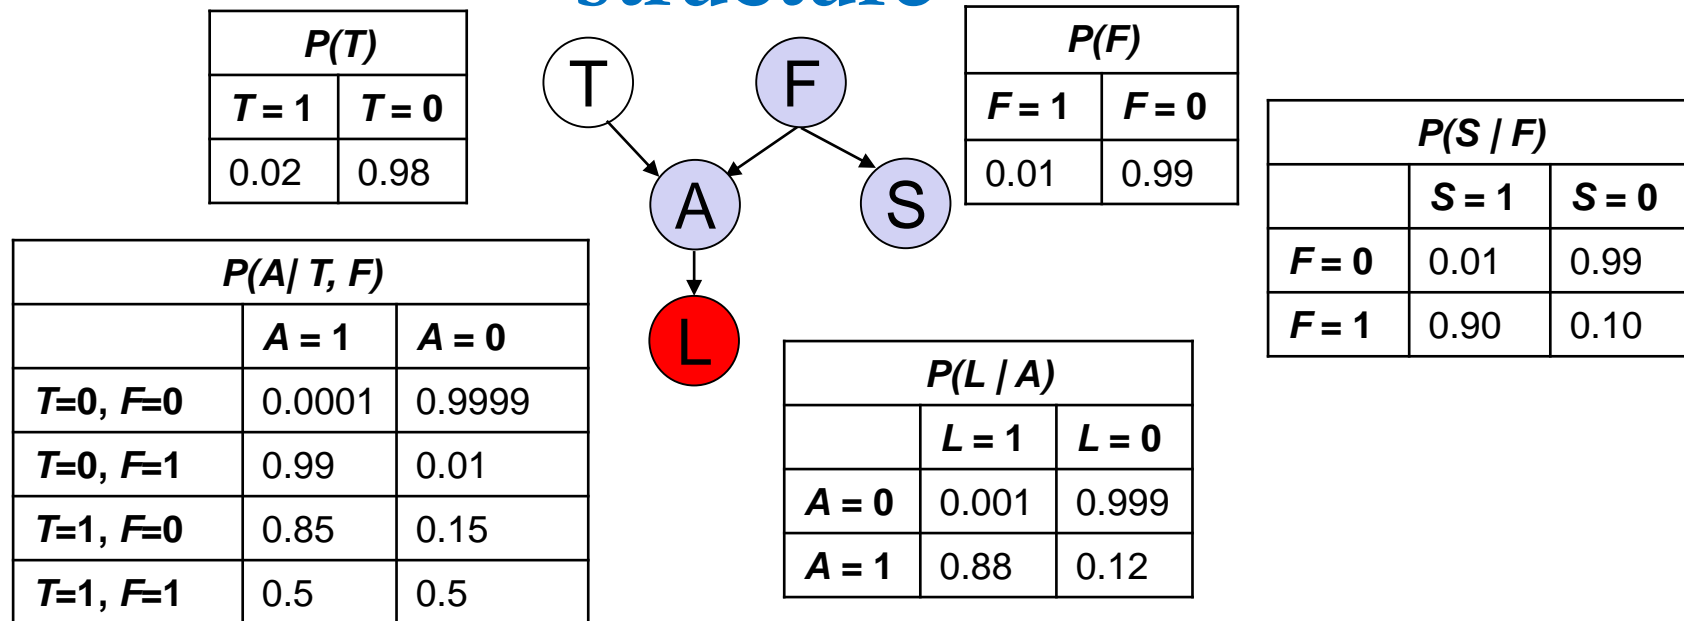 structure
P(T)
T = 1 T = 0
0.02 0.98
T
F
A
S
L
P(F)
F = 1 F = 0
0.01 0.99
P(S | F)
S = 1 S = 0
F = 0 0.01 0.99
F = 1 0.90 0.10
P(A| T, F)
A = 1 A = 0
T=0, F=0 0.0001 0.9999
T=0, F=1 0.99 0.01
T=1, F=0 0.85 0.15
T=1, F=1 0.5 0.5
P(L | A)
L = 1 L = 0
A = 0 0.001 0.999
A = 1 0.88 0.12